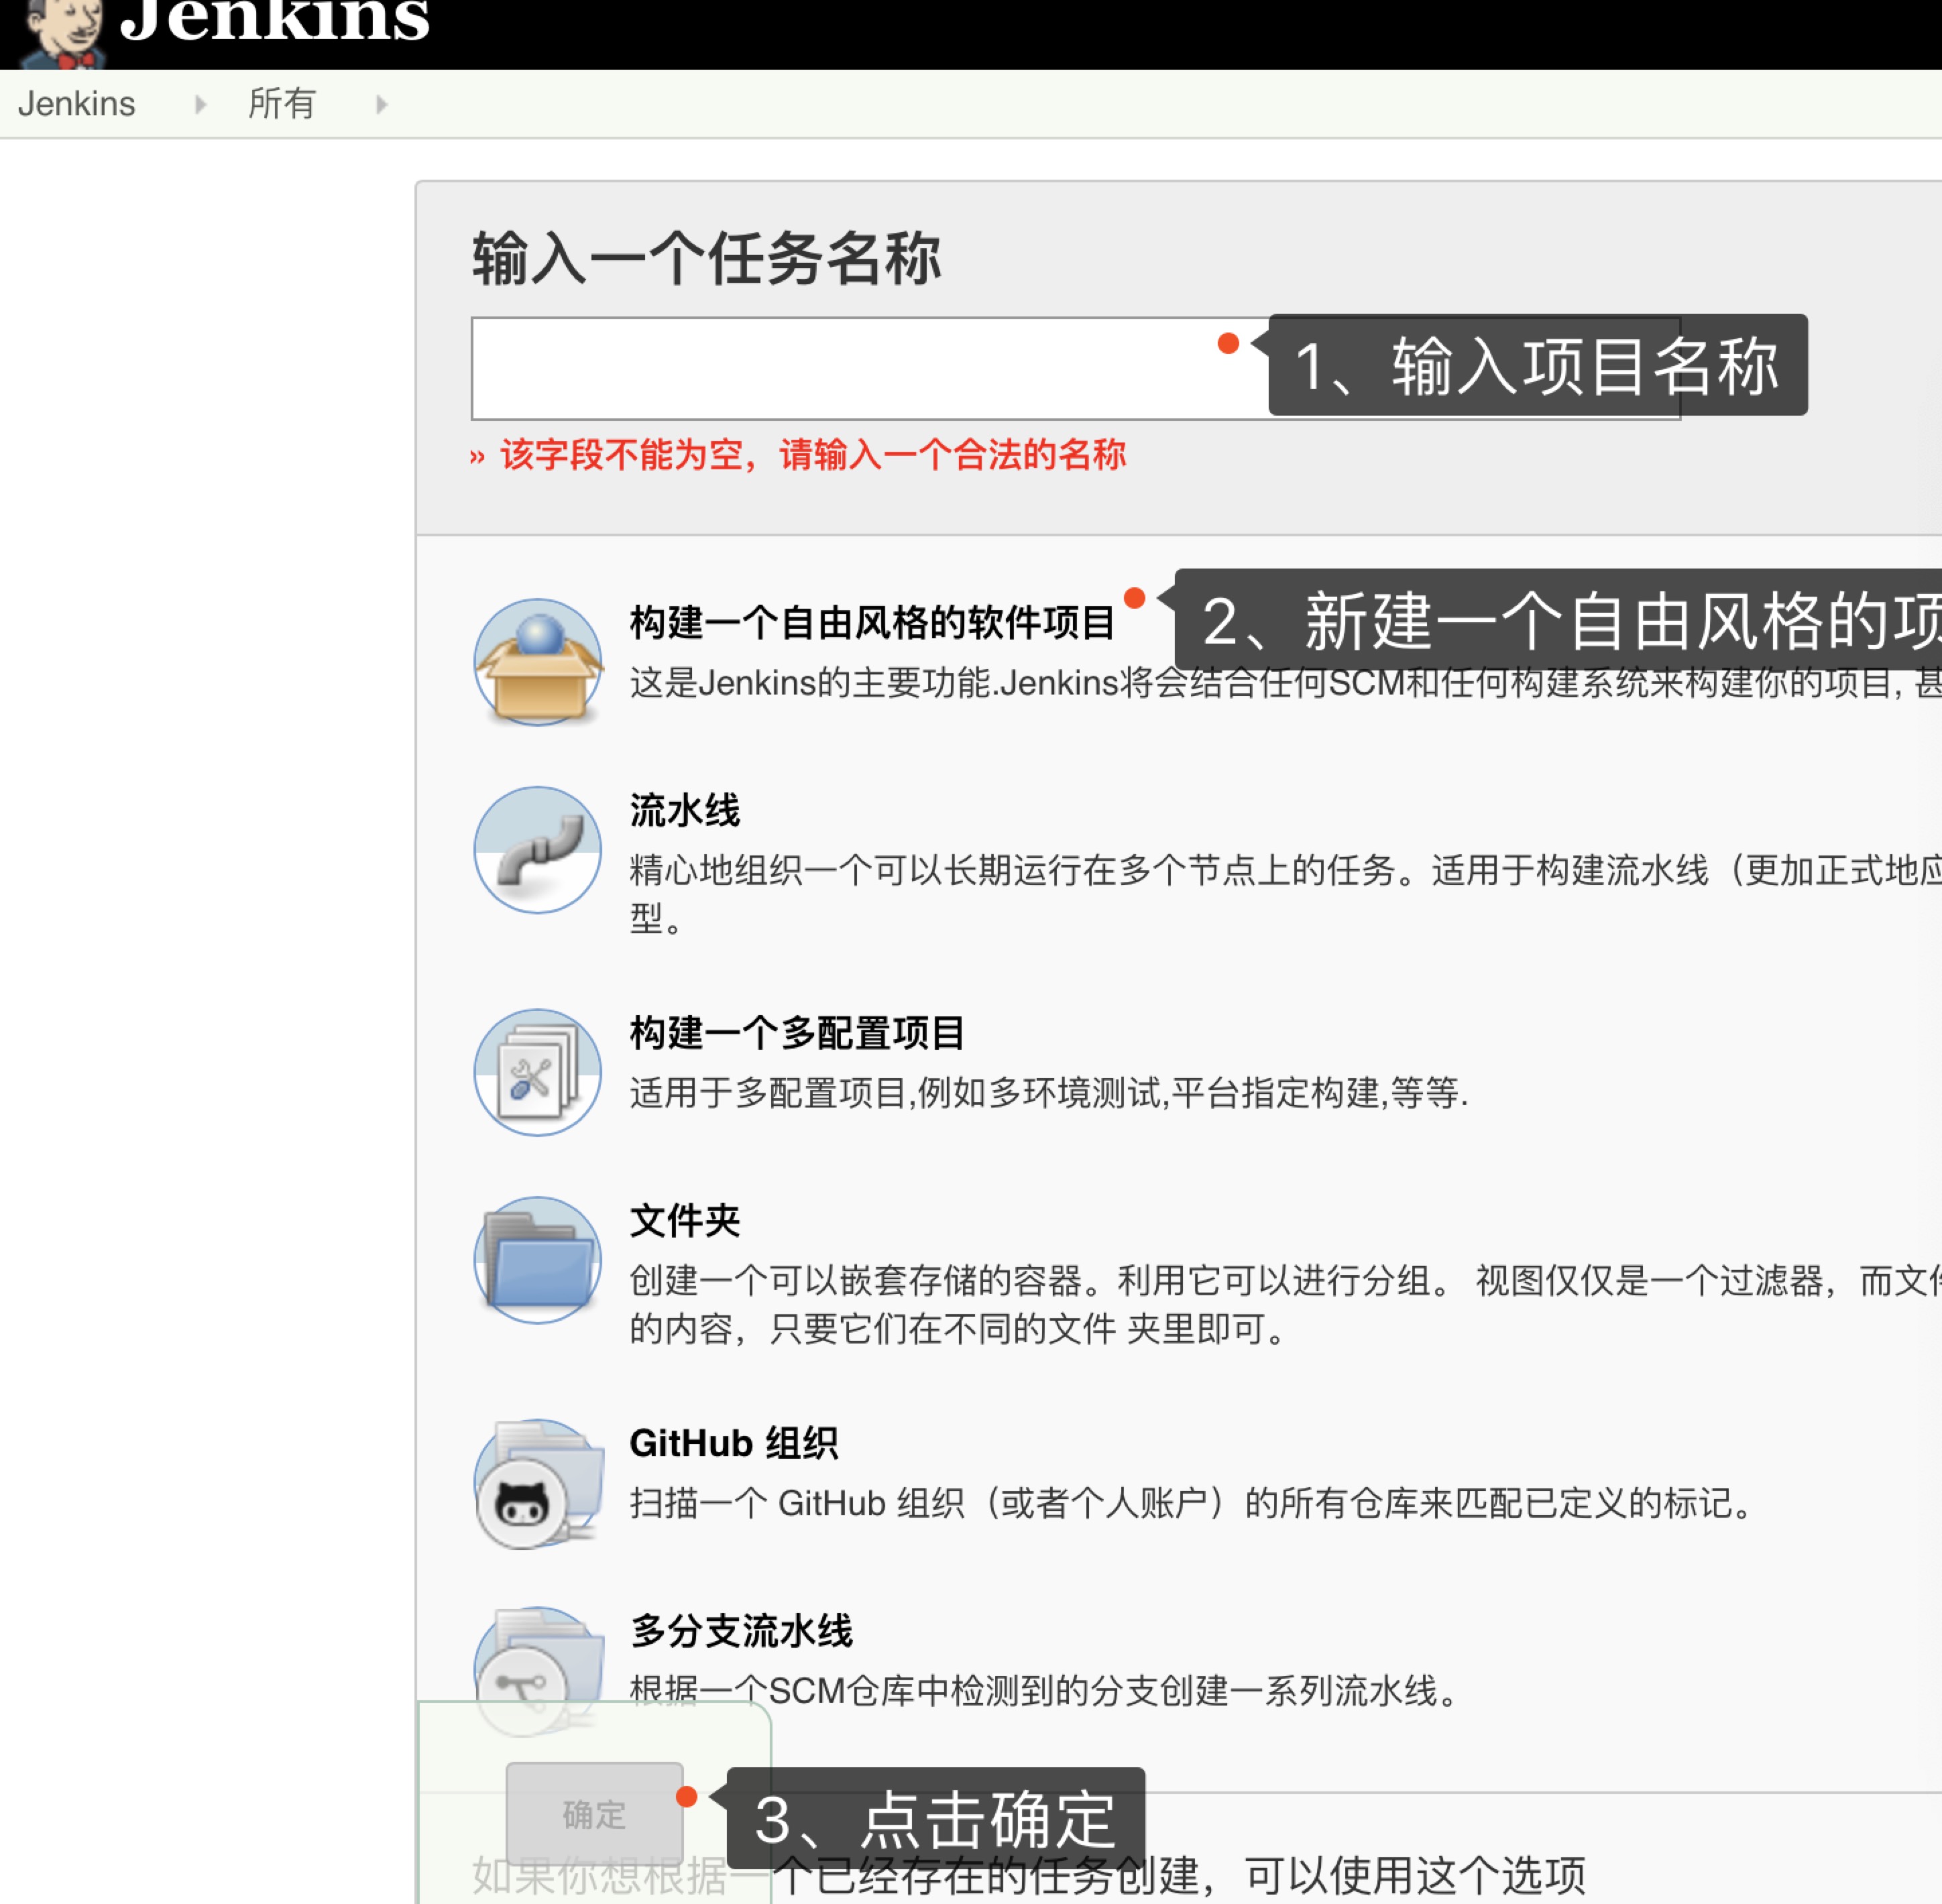 Jenkins
Jenkins 所有
输入一个任务名称
1、输入项目名称
» 该字段不能为空，请输入一个合法的名称
构建一个自由风格的软件项目
2、新建一个自由风格的项
这是Jenkins的主要功能.Jenkins将会结合任何SCM和任何构建系统来构建你的项目, 甚
流水线
精心地组织一个可以长期运行在多个节点上的任务。适用于构建流水线（更加正式地应
型。
构建一个多配置项目
适用于多配置项目,例如多环境测试,平台指定构建,等等.
文件夹
创建一个可以嵌套存储的容器。利用它可以进行分组。 视图仅仅是一个过滤器，而文件
的内容，只要它们在不同的文件 夹里即可。
GitHub 组织
扫描一个 GitHub 组织（或者个人账户）的所有仓库来匹配已定义的标记。
多分支流水线
根据一个SCM仓库中检测到的分支创建一系列流水线。
确定
3、点击确定
如果你想根据一个已经存在的任务创建，可以使用这个选项